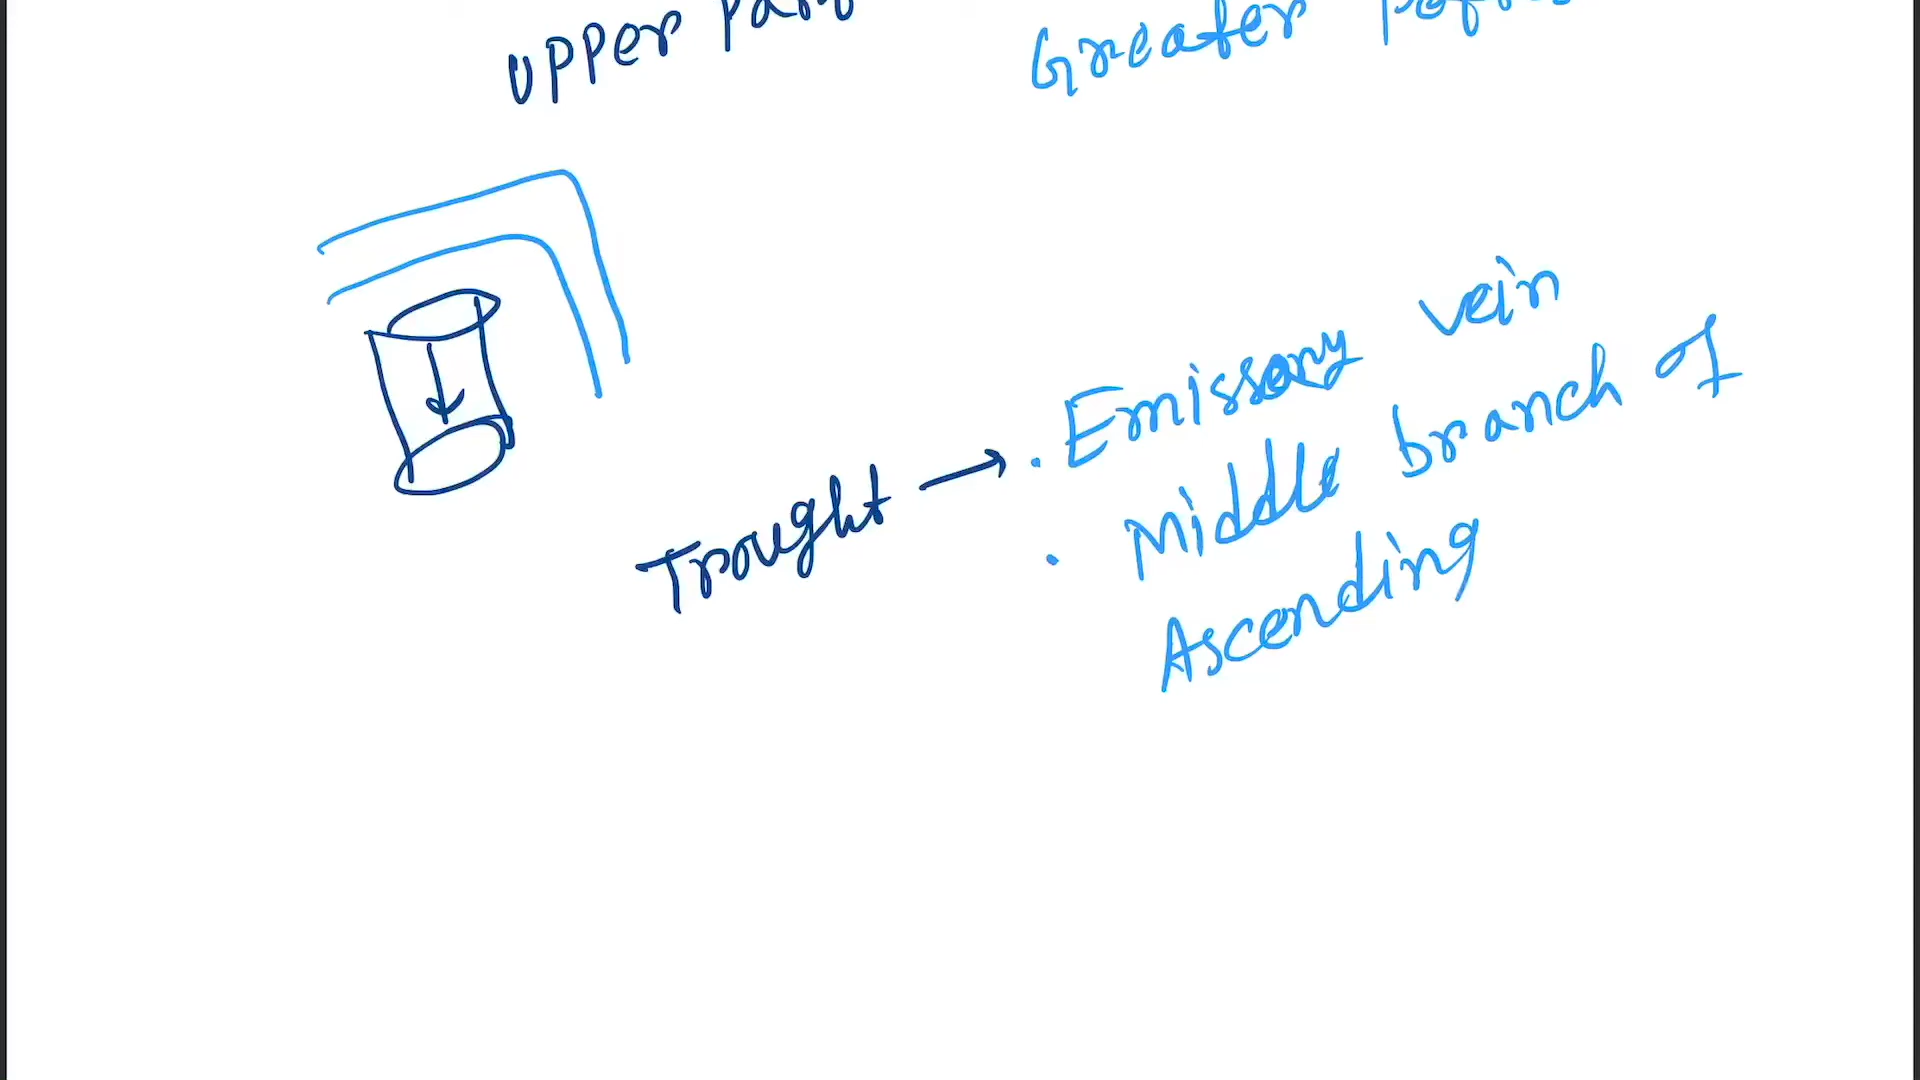 Upper
Greater
Trought → . Emissary vein
. Middle branch of
Ascending